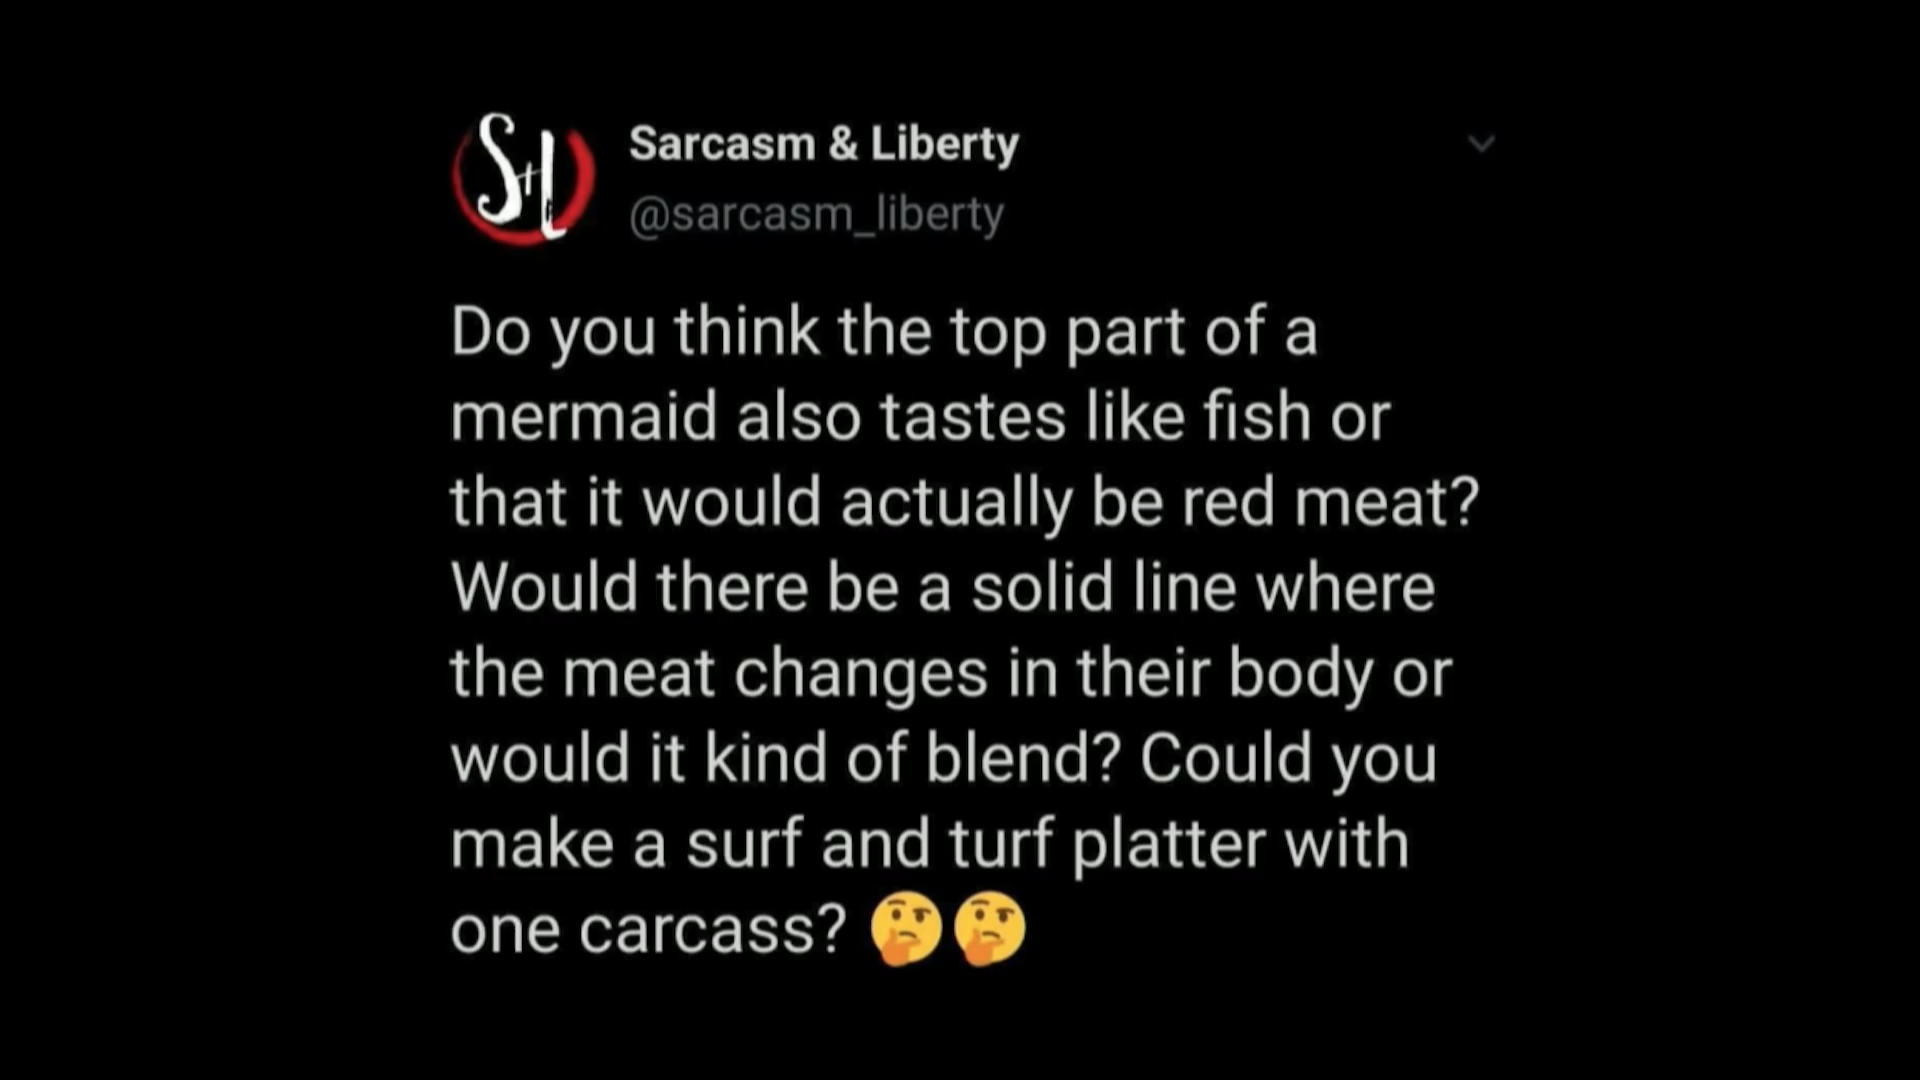 S+L
Sarcasm & Liberty
@sarcasm_liberty
Do you think the top part of a
mermaid also tastes like fish or
that it would actually be red meat?
Would there be a solid line where
the meat changes in their body or
would it kind of blend? Could you
make a surf and turf platter with
one carcass? 🤔🤔